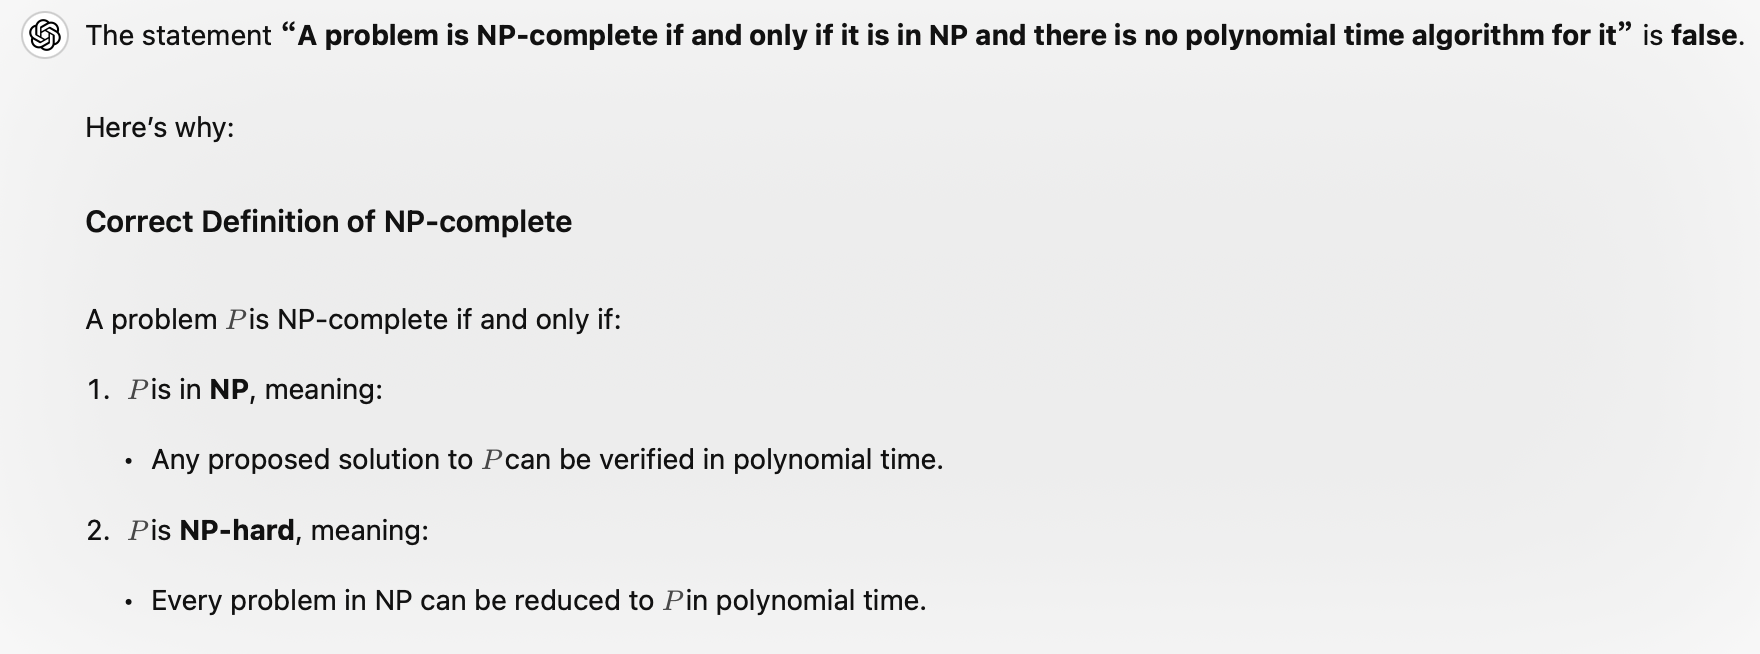 The statement “A problem is NP-complete if and only if it is in NP and there is no polynomial time algorithm for it” is false.
Here’s why:
Correct Definition of NP-complete
A problem P is NP-complete if and only if:
1. P is in NP, meaning:
• Any proposed solution to P can be verified in polynomial time.
2. P is NP-hard, meaning:
• Every problem in NP can be reduced to P in polynomial time.